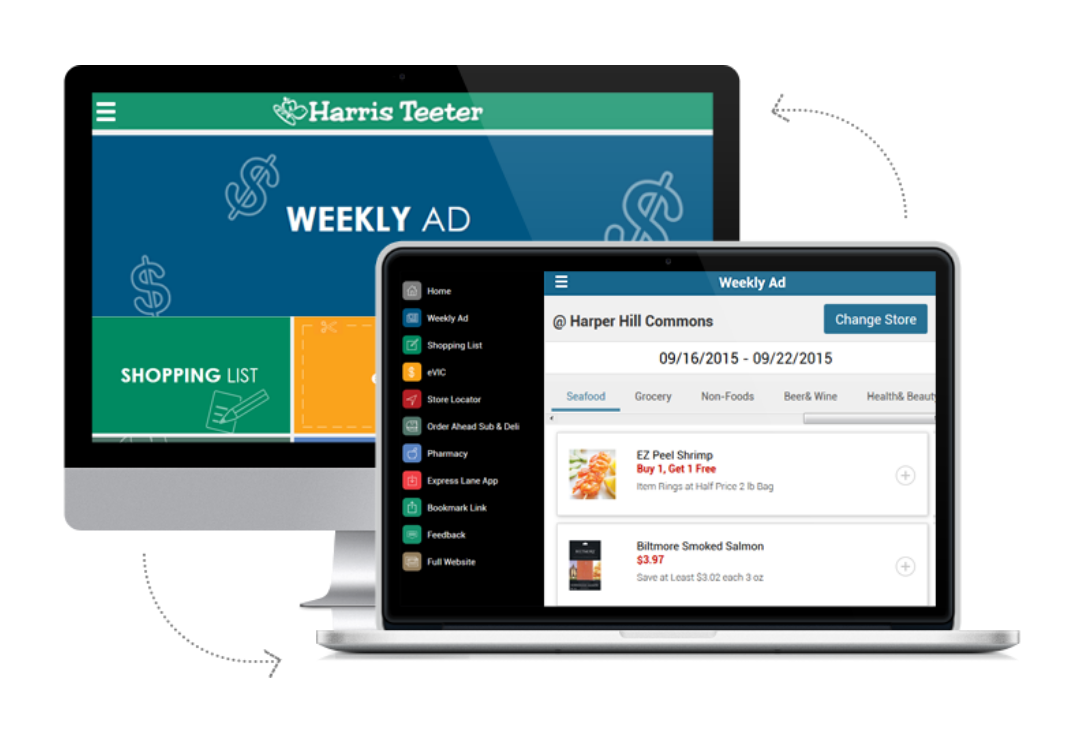 Harris Teeter
WEEKLY AD
SHOPPING LIST
Home
Weekly Ad
Shopping List
eVIC
Store Locator
Order Ahead Sub & Deli
Pharmacy
Express Lane App
Bookmark Link
Feedback
Full Website
Weekly Ad
@ Harper Hill Commons
Change Store
09/16/2015 - 09/22/2015
Seafood Grocery Non-Foods Beer& Wine Health& Beauty
EZ Peel Shrimp
Buy 1, Get 1 Free
Item Rings at Half Price 2 lb Bag
Biltmore Smoked Salmon
$3.97
Save at Least $3.02 each 3 oz